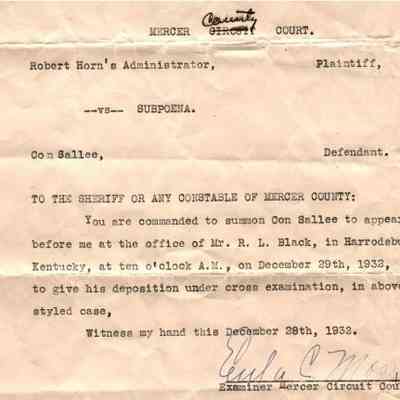 County
MERCER CIRCUIT COURT.
Robert Horn's Administrator, Plaintiff,
--vs-- SUBPOENA.
Con Sallee, Defendant.
TO THE SHERIFF OR ANY CONSTABLE OF MERCER COUNTY:
You are commanded to summon Con Sallee to appear
before me at the office of Mr. R. L. Black, in Harrodsbu
Kentucky, at ten o'clock A.M., on December 29th, 1932,
to give his deposition under cross examination, in above
styled case,
Witness my hand this December 28th, 1932.
Eula C
Examiner Mercer Circuit Cou